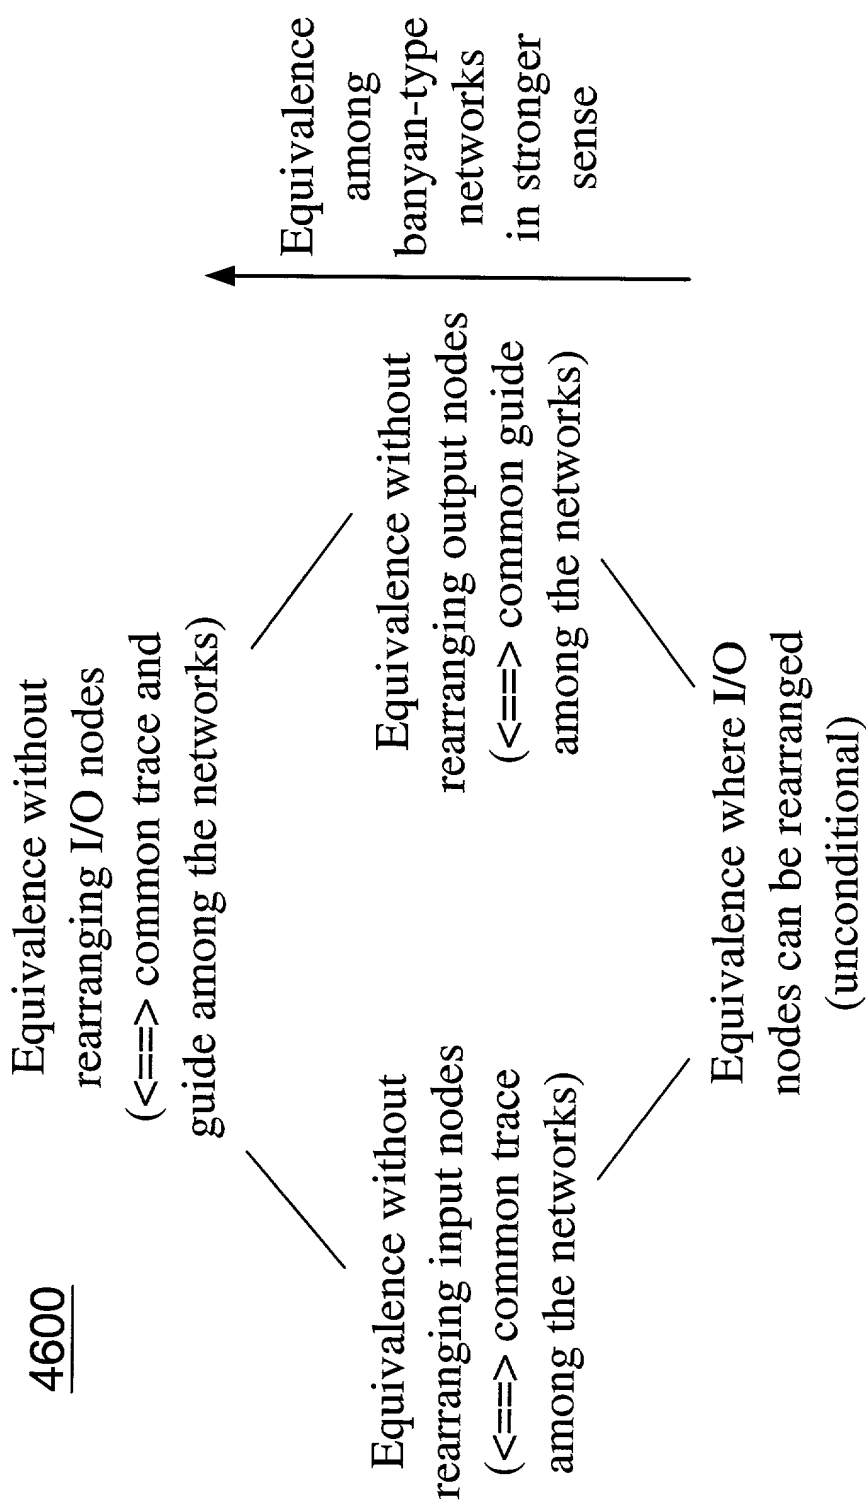 4600
Equivalence without
rearranging I/O nodes
(<==> common trace and
guide among the networks)
Equivalence without
rearranging input nodes
(<==> common trace
among the networks)
Equivalence without
rearranging output nodes
(<==> common guide
among the networks)
Equivalence where I/O
nodes can be rearranged
(unconditional)
Equivalence
among
banyan-type
networks
in stronger
sense